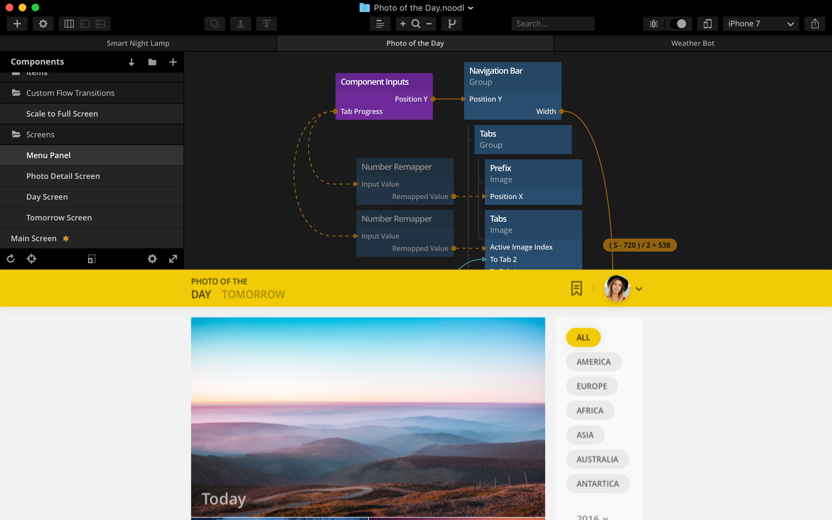 Photo of the Day.noodl
Search...
iPhone 7
Smart Night Lamp
Photo of the Day
Weather Bot
Components
Items
Custom Flow Transitions
Scale to Full Screen
Screens
Menu Panel
Photo Detail Screen
Day Screen
Tomorrow Screen
Main Screen
Component Inputs
Position Y
Tab Progress
Navigation Bar
Group
Position Y
Width
Tabs
Group
Number Remapper
Input Value
Remapped Value
Prefix
Image
Position X
Number Remapper
Input Value
Remapped Value
Tabs
Image
Active Image Index
To Tab 2
( S - 720 ) / 2 + 538
PHOTO OF THE
DAY TOMORROW
Today
ALL
AMERICA
EUROPE
AFRICA
ASIA
AUSTRALIA
ANTARTICA
2016